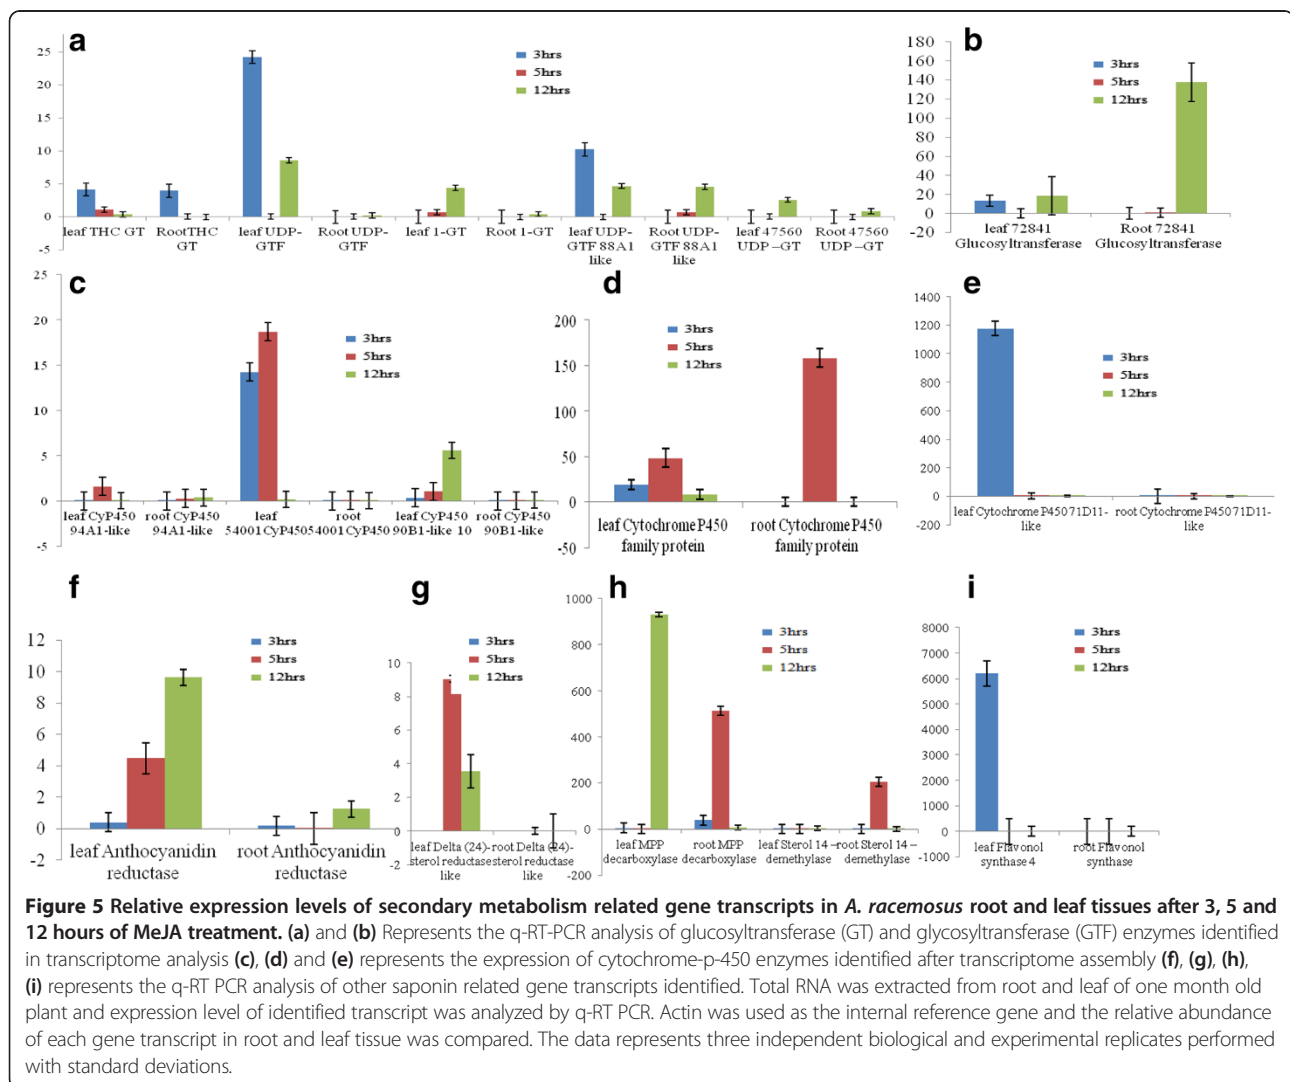 a
25
20
15
10
5
0
-5
3hrs
5hrs
12hrs
leaf THC GT
RootTHC GT
leaf UDP-GTF
Root UDP-GTF
leaf 1-GT
Root 1-GT
leaf UDP-GTF 88A1 like
Root UDP-GTF 88A1 like
leaf 47560 UDP –GT
Root 47560 UDP –GT
b
180
160
140
120
100
80
60
40
20
0
-20
3hrs
5hrs
12hrs
leaf 72841 Glucosyltransferase
Root 72841 Glucosyltransferase
c
25
20
15
10
5
0
-5
3hrs
5hrs
12hrs
leaf CyP450 94A1-like
root CyP450 94A1-like
leaf 54001CyP450
root 54001CyP450
leaf CyP450 90B1-like 10
root CyP450 90B1-like
d
200
150
100
50
0
-50
3hrs
5hrs
12hrs
leaf Cytochrome P450 family protein
root Cytochrome P450 family protein
e
1400
1200
1000
800
600
400
200
0
-200
3hrs
5hrs
12hrs
leaf Cytochrome P450 71D11-like
root Cytochrome P450 71D11-like
f
12
10
8
6
4
2
0
-2
3hrs
5hrs
12hrs
leaf Anthocyanidin reductase
root Anthocyanidin reductase
g
10
8
6
4
2
0
-2
3hrs
5hrs
12hrs
leaf Delta (24)-sterol reductase like
root Delta (24)-sterol reductase like
h
1000
800
600
400
200
0
-200
3hrs
5hrs
12hrs
leaf MPP decarboxylase
root MPP decarboxylase
leaf Sterol 14 –demethylase
root Sterol 14 –demethylase
i
8000
7000
6000
5000
4000
3000
2000
1000
0
-1000
3hrs
5hrs
12hrs
leaf Flavonol synthase 4
root Flavonol synthase
Figure 5 Relative expression levels of secondary metabolism related gene transcripts in A. racemosus root and leaf tissues after 3, 5 and
12 hours of MeJA treatment. (a) and (b) Represents the q-RT-PCR analysis of glucosyltransferase (GT) and glycosyltransferase (GTF) enzymes identified
in transcriptome analysis (c), (d) and (e) represents the expression of cytochrome-p-450 enzymes identified after transcriptome assembly (f), (g), (h),
(i) represents the q-RT PCR analysis of other saponin related gene transcripts identified. Total RNA was extracted from root and leaf of one month old
plant and expression level of identified transcript was analyzed by q-RT PCR. Actin was used as the internal reference gene and the relative abundance
of each gene transcript in root and leaf tissue was compared. The data represents three independent biological and experimental replicates performed
with standard deviations.